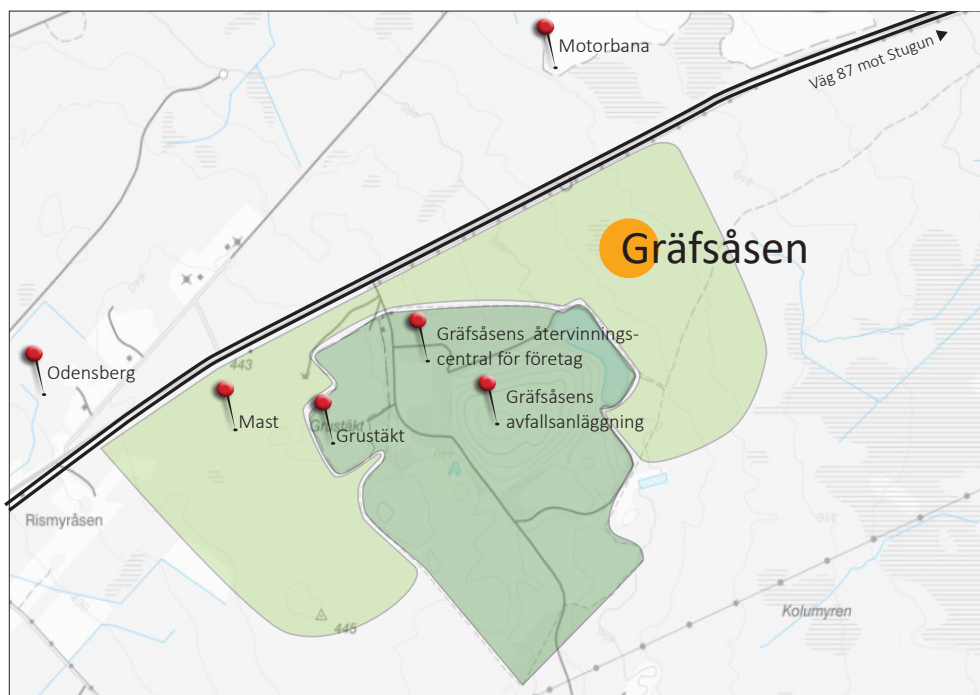 Motorbana
Väg 87 mot Stugun
Gräfsåsen
Gräfsåsens återvinnings-
central för företag
443
Odensberg
Gräfsåsens
avfallsanläggning
Mast
Grustäkt
Grustäkt
Rismyråsen
Kolumyren
445